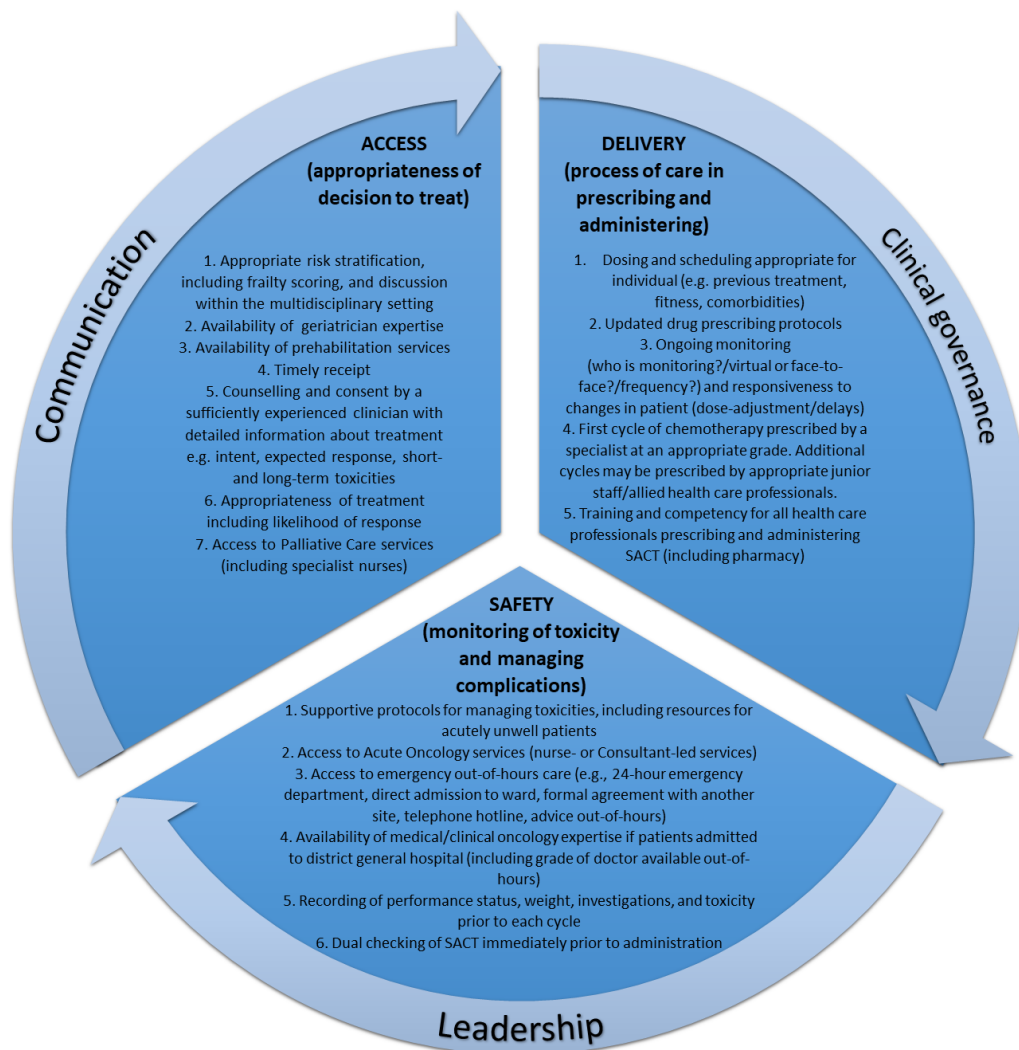 Communication
ACCESS
(appropriateness of
decision to treat)
1. Appropriate risk stratification,
including frailty scoring, and discussion
within the multidisciplinary setting
2. Availability of geriatrician expertise
3. Availability of prehabilitation services
4. Timely receipt
5. Counselling and consent by a
sufficiently experienced clinician with
detailed information about treatment
e.g. intent, expected response, short-
and long-term toxicities
6. Appropriateness of treatment
including likelihood of response
7. Access to Palliative Care services
(including specialist nurses)
DELIVERY
(process of care in
prescribing and
administering)
1. Dosing and scheduling appropriate for
individual (e.g. previous treatment,
fitness, comorbidities)
2. Updated drug prescribing protocols
3. Ongoing monitoring
(who is monitoring?/virtual or face-to-
face?/frequency?) and responsiveness to
changes in patient (dose-adjustment/delays)
4. First cycle of chemotherapy prescribed by a
specialist at an appropriate grade. Additional
cycles may be prescribed by appropriate junior
staff/allied health care professionals.
5. Training and competency for all health care
professionals prescribing and administering
SACT (including pharmacy)
Clinical governance
SAFETY
(monitoring of toxicity
and managing
complications)
1. Supportive protocols for managing toxicities, including resources for
acutely unwell patients
2. Access to Acute Oncology services (nurse- or Consultant-led services)
3. Access to emergency out-of-hours care (e.g., 24-hour emergency
department, direct admission to ward, formal agreement with another
site, telephone hotline, advice out-of-hours)
4. Availability of medical/clinical oncology expertise if patients admitted
to district general hospital (including grade of doctor available out-of-
hours)
5. Recording of performance status, weight, investigations, and toxicity
prior to each cycle
6. Dual checking of SACT immediately prior to administration
Leadership